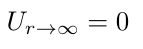 U_{r→∞} = 0